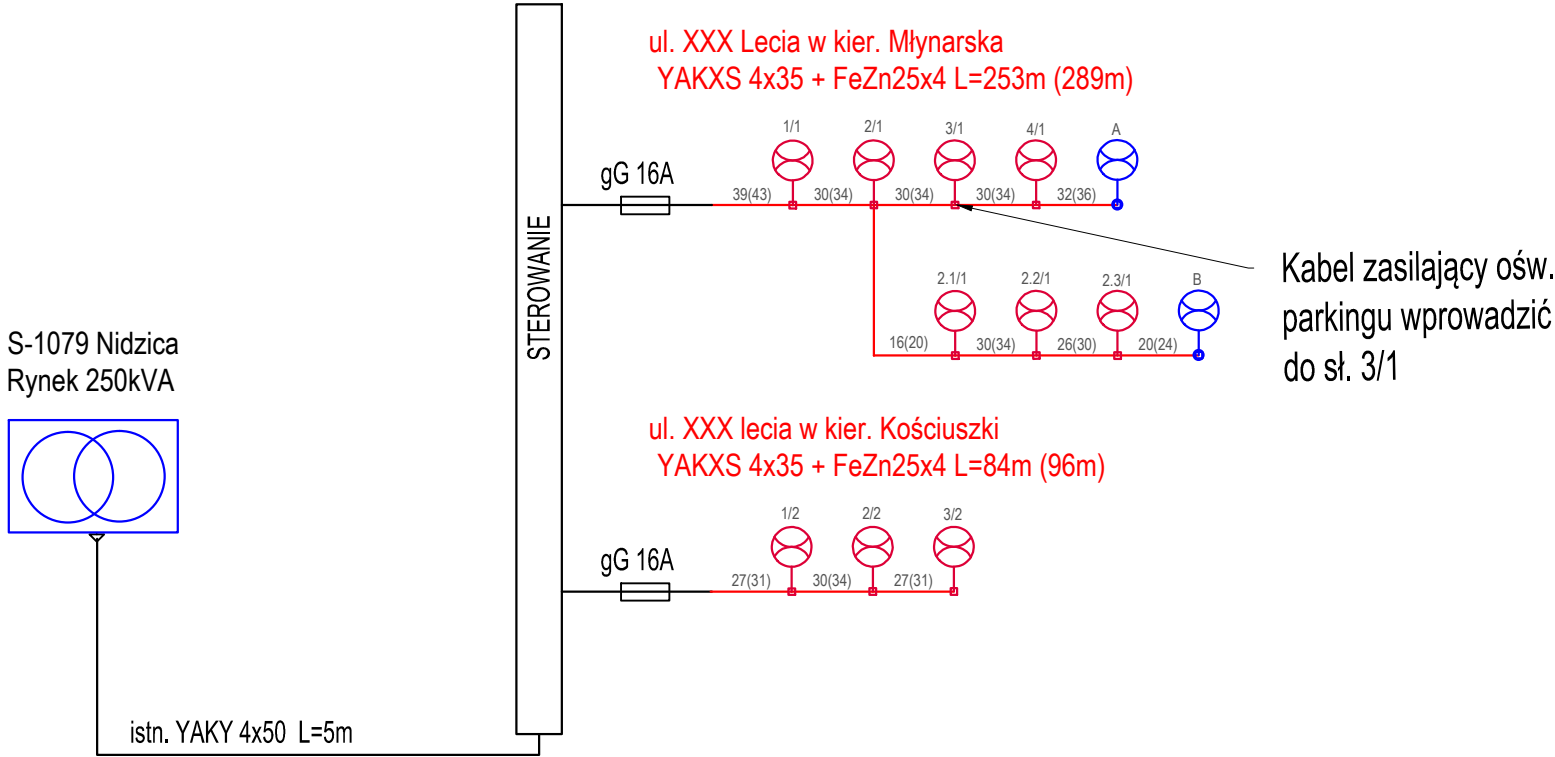 ul. XXX Lecia w kier. Młynarska
YAKXS 4x35 + FeZn25x4 L=253m (289m)
1/1
2/1
3/1
4/1
A
gG 16A
39(43)
30(34)
30(34)
30(34)
32(36)
STEROWANIE
Kabel zasilający ośw.
parkingu wprowadzić
do sł. 3/1
2.1/1
2.2/1
2.3/1
B
16(20)
30(34)
26(30)
20(24)
S-1079 Nidzica
Rynek 250kVA
ul. XXX lecia w kier. Kościuszki
YAKXS 4x35 + FeZn25x4 L=84m (96m)
1/2
2/2
3/2
gG 16A
27(31)
30(34)
27(31)
istn. YAKY 4x50 L=5m